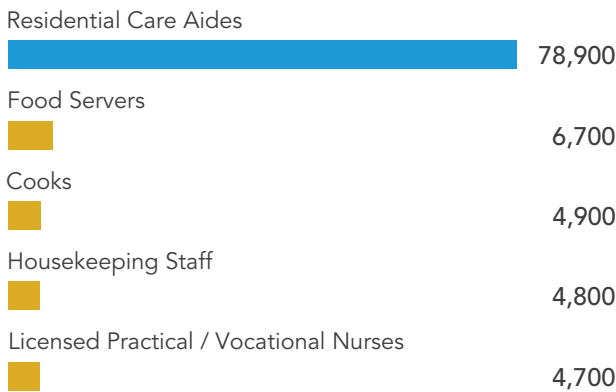 Residential Care Aides
78,900
Food Servers
6,700
Cooks
4,900
Housekeeping Staff
4,800
Licensed Practical / Vocational Nurses
4,700